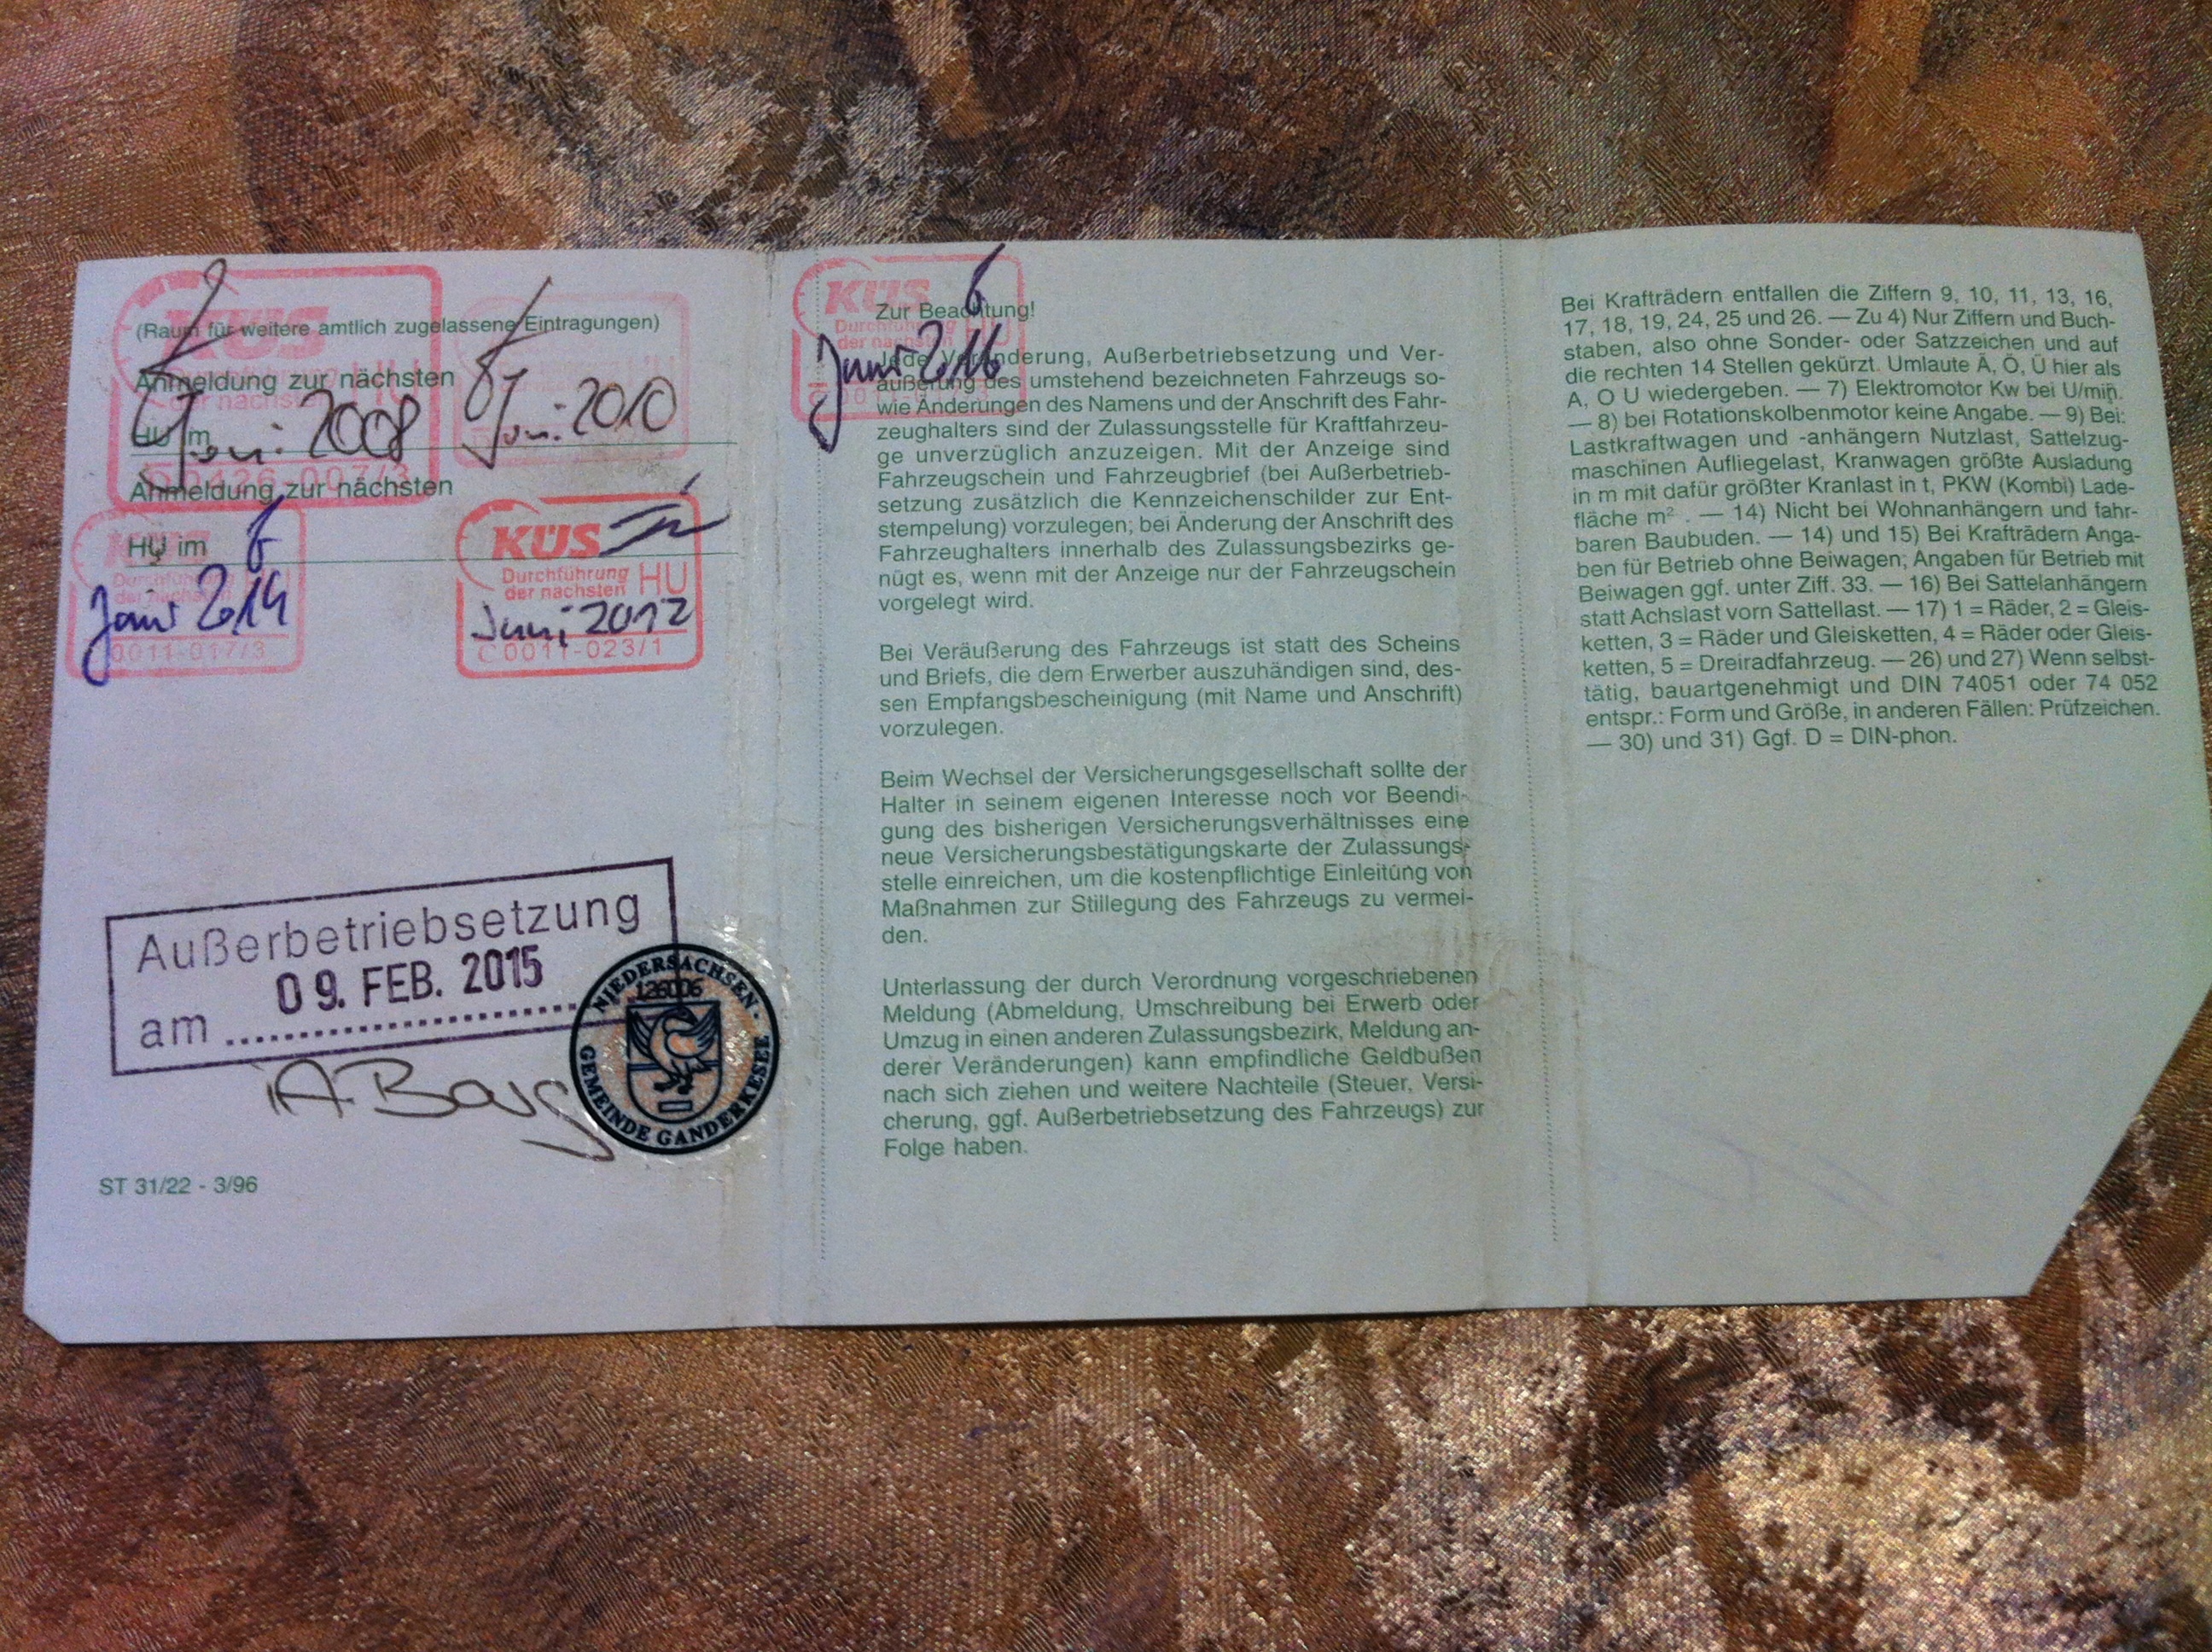 KÜS
(Raum für weitere amtlich zugelassene Eintragungen)
Anmeldung zur nächsten
HU im
Juni 2008
Juni 2010
Anmeldung zur nächsten
HU im
6
Juni 2014
0011-017/3
KÜS
Durchführung
der nächsten HU
Juni 2012
C0011-023/1
Außerbetriebsetzung
am 09. FEB. 2015
i.A.
NIEDERSACHSEN
126006
GEMEINDE GANDERKESEE
ST 31/22 - 3/96
KÜS
Durchführung
der nächsten HU
6
Juni 2016
Zur Beachtung!
Jede Veränderung, Außerbetriebsetzung und Ver-
äußerung des umstehend bezeichneten Fahrzeugs so-
wie Änderungen des Namens und der Anschrift des Fahr-
zeughalters sind der Zulassungsstelle für Kraftfahrzeu-
ge unverzüglich anzuzeigen. Mit der Anzeige sind
Fahrzeugschein und Fahrzeugbrief (bei Außerbetrieb-
setzung zusätzlich die Kennzeichenschilder zur Ent-
stempelung) vorzulegen; bei Änderung der Anschrift des
Fahrzeughalters innerhalb des Zulassungsbezirks ge-
nügt es, wenn mit der Anzeige nur der Fahrzeugschein
vorgelegt wird.
Bei Veräußerung des Fahrzeugs ist statt des Scheins
und Briefs, die dem Erwerber auszuhändigen sind, des-
sen Empfangsbescheinigung (mit Name und Anschrift)
vorzulegen.
Beim Wechsel der Versicherungsgesellschaft sollte der
Halter in seinem eigenen Interesse noch vor Beendi-
gung des bisherigen Versicherungsverhältnisses eine
neue Versicherungsbestätigungskarte der Zulassungs-
stelle einreichen, um die kostenpflichtige Einleitung von
Maßnahmen zur Stillegung des Fahrzeugs zu vermei-
den.
Unterlassung der durch Verordnung vorgeschriebenen
Meldung (Abmeldung, Umschreibung bei Erwerb oder
Umzug in einen anderen Zulassungsbezirk, Meldung an-
derer Veränderungen) kann empfindliche Geldbußen
nach sich ziehen und weitere Nachteile (Steuer, Versi-
cherung, ggf. Außerbetriebsetzung des Fahrzeugs) zur
Folge haben.
Bei Krafträdern entfallen die Ziffern 9, 10, 11, 13, 16,
17, 18, 19, 24, 25 und 26. — Zu 4) Nur Ziffern und Buch-
staben, also ohne Sonder- oder Satzzeichen und auf
die rechten 14 Stellen gekürzt. Umlaute Ä, Ö, Ü hier als
A, O U wiedergeben. — 7) Elektromotor Kw bei U/min.
— 8) bei Rotationskolbenmotor keine Angabe. — 9) Bei:
Lastkraftwagen und -anhängern Nutzlast, Sattelzug-
maschinen Aufliegelast, Kranwagen größte Ausladung
in m mit dafür größter Kranlast in t, PKW (Kombi) Lade-
fläche m². — 14) Nicht bei Wohnanhängern und fahr-
baren Baubuden. — 14) und 15) Bei Krafträdern Anga-
ben für Betrieb ohne Beiwagen; Angaben für Betrieb mit
Beiwagen ggf. unter Ziff. 33. — 16) Bei Sattelanhängern
statt Achslast vorn Sattellast. — 17) 1 = Räder, 2 = Gleis-
ketten, 3 = Räder und Gleisketten, 4 = Räder oder Gleis-
ketten, 5 = Dreiradfahrzeug. — 26) und 27) Wenn selbst-
tätig, bauartgenehmigt und DIN 74051 oder 74 052
entspr.: Form und Größe, in anderen Fällen: Prüfzeichen.
— 30) und 31) Ggf. D = DIN-phon.